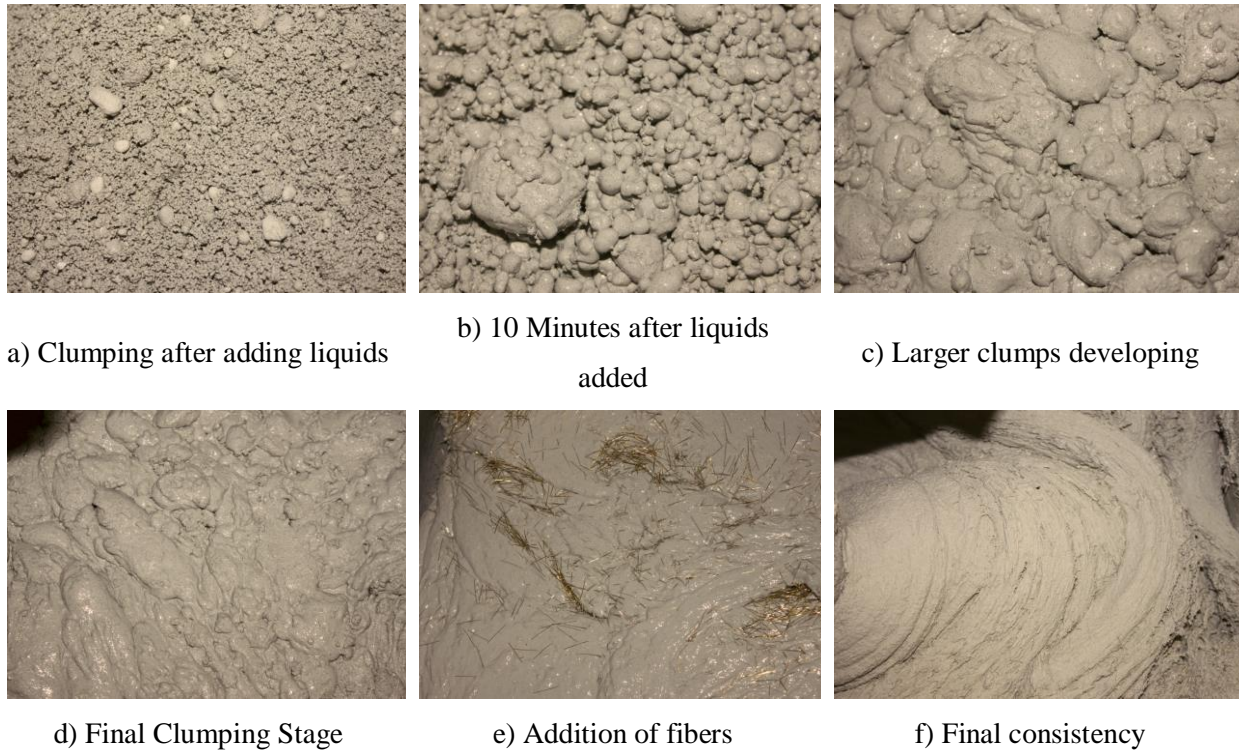 a) Clumping after adding liquids
b) 10 Minutes after liquids
added
c) Larger clumps developing
d) Final Clumping Stage
e) Addition of fibers
f) Final consistency